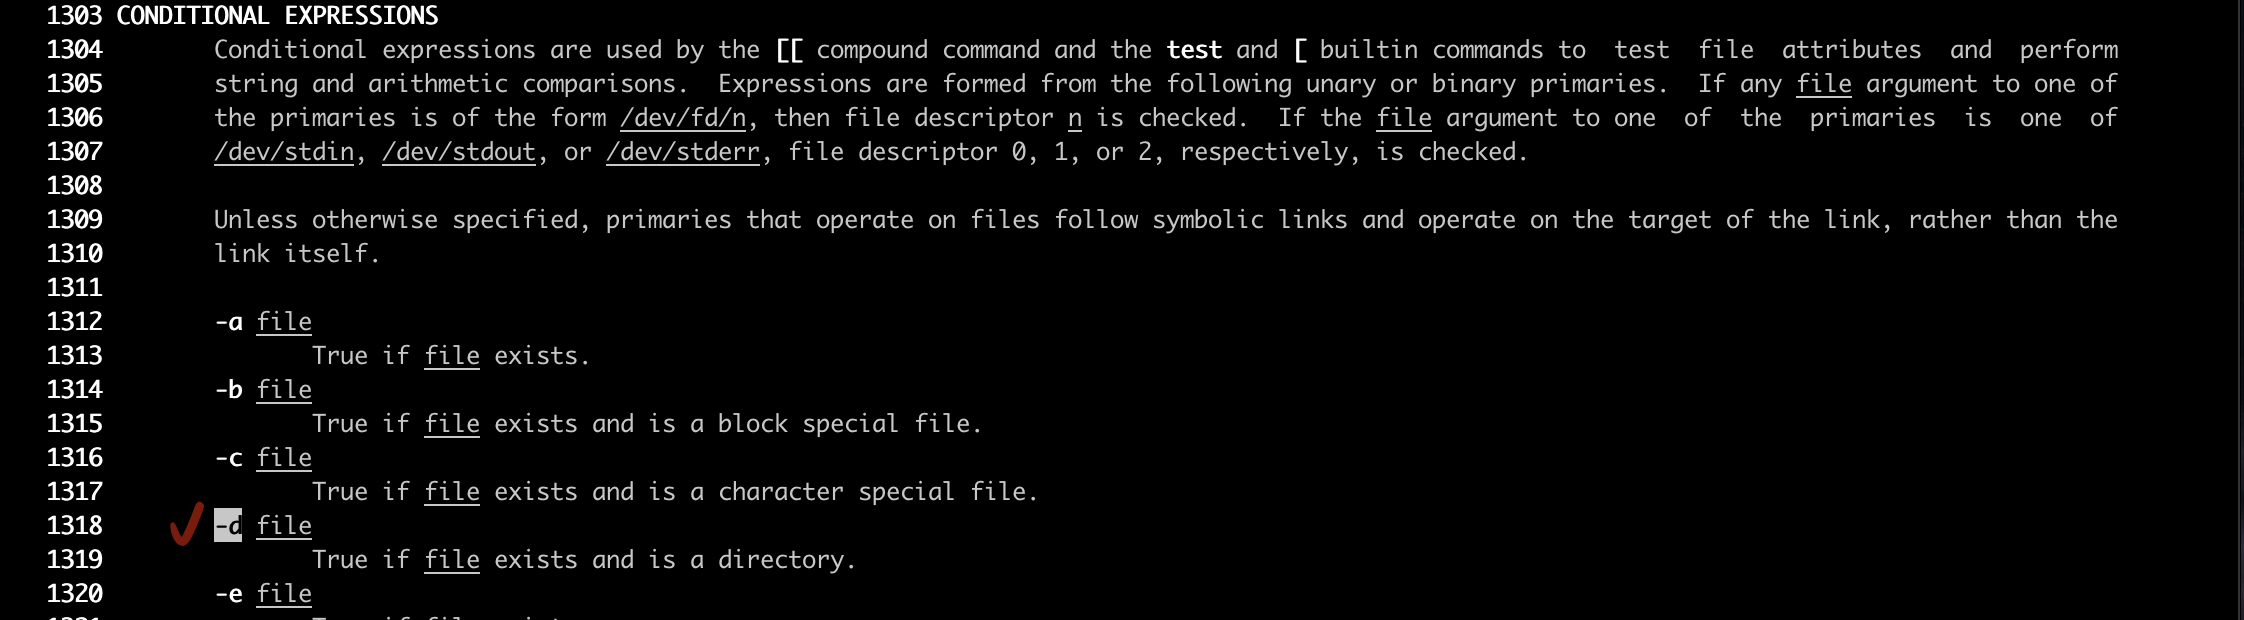 1303 CONDITIONAL EXPRESSIONS
1304 Conditional expressions are used by the [[ compound command and the test and [ builtin commands to test file attributes and perform
1305 string and arithmetic comparisons. Expressions are formed from the following unary or binary primaries. If any file argument to one of
1306 the primaries is of the form /dev/fd/n, then file descriptor n is checked. If the file argument to one of the primaries is one of
1307 /dev/stdin, /dev/stdout, or /dev/stderr, file descriptor 0, 1, or 2, respectively, is checked.
1308
1309 Unless otherwise specified, primaries that operate on files follow symbolic links and operate on the target of the link, rather than the
1310 link itself.
1311
1312 -a file
1313 True if file exists.
1314 -b file
1315 True if file exists and is a block special file.
1316 -c file
1317 True if file exists and is a character special file.
1318 -d file
1319 True if file exists and is a directory.
1320 -e file